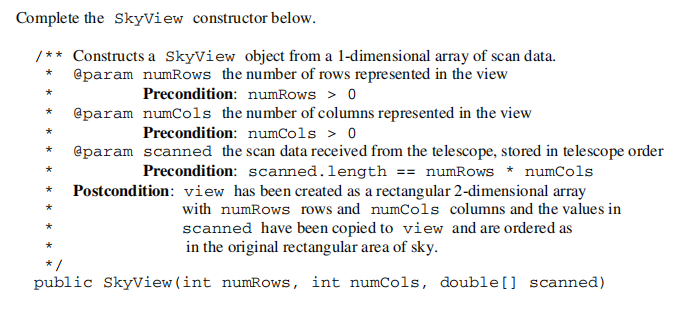 Complete the SkyView constructor below.
/** Constructs a SkyView object from a 1-dimensional array of scan data.
* @param numRows the number of rows represented in the view
* Precondition: numRows > 0
* @param numCols the number of columns represented in the view
* Precondition: numCols > 0
* @param scanned the scan data received from the telescope, stored in telescope order
* Precondition: scanned.length == numRows * numCols
* Postcondition: view has been created as a rectangular 2-dimensional array
* with numRows rows and numCols columns and the values in
* scanned have been copied to view and are ordered as
* in the original rectangular area of sky.
*/
public SkyView(int numRows, int numCols, double[] scanned)